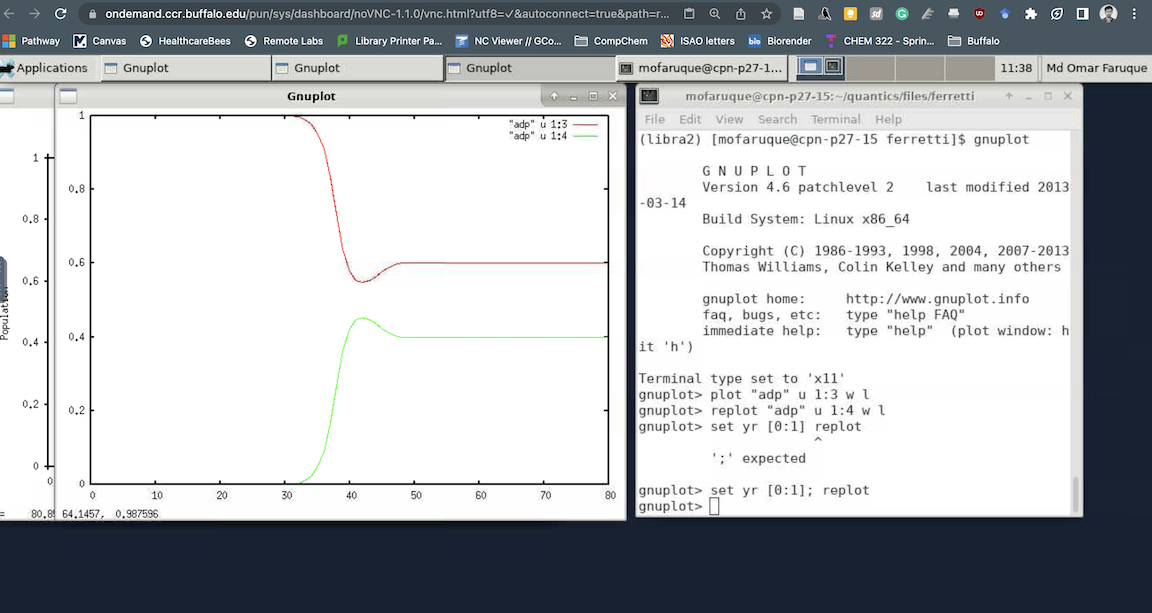 ondemand.ccr.buffalo.edu/pun/sys/dashboard/noVNC-1.1.0/vnc.html?utf8=✓&autoconnect=true&path=r...
Pathway Canvas HealthcareBees Remote Labs Library Printer Pa... NC Viewer // GCo... CompChem ISAO letters blo Biorender CHEM 322 - Sprin... Buffalo
Applications Gnuplot Gnuplot Gnuplot mofaruque@cpn-p27-1... 11:38 Md Omar Faruque
Gnuplot
1
0.8
0.6
0.4
0.2
0
0
Population
"adp" u 1:3
"adp" u 1:4
1
0.8
0.6
0.4
0.2
0
0 10 20 30 40 50 60 70 80
= 80.85 64.1457, 0.987596
mofaruque@cpn-p27-15:~/quantics/files/ferretti
File Edit View Search Terminal Help
(libra2) [mofaruque@cpn-p27-15 ferretti]$ gnuplot
G N U P L O T
Version 4.6 patchlevel 2    last modified 2013
-03-14
Build System: Linux x86_64
Copyright (C) 1986-1993, 1998, 2004, 2007-2013
Thomas Williams, Colin Kelley and many others
gnuplot home:     http://www.gnuplot.info
faq, bugs, etc:   type "help FAQ"
immediate help:   type "help"  (plot window: h
it 'h')
Terminal type set to 'x11'
gnuplot> plot "adp" u 1:3 w l
gnuplot> replot "adp" u 1:4 w l
gnuplot> set yr [0:1] replot
^
';' expected
gnuplot> set yr [0:1]; replot
gnuplot>